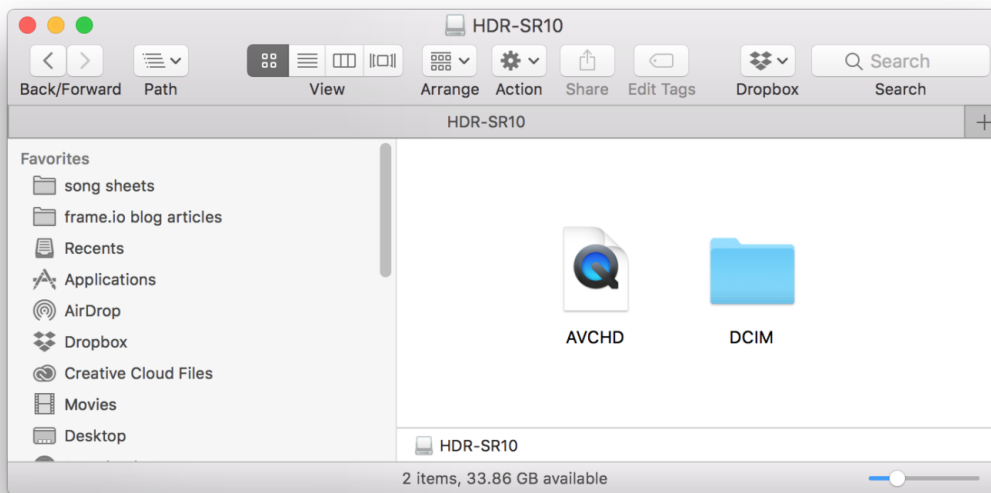 HDR-SR10
Back/Forward Path View Arrange Action Share Edit Tags Dropbox Search
Search
HDR-SR10
Favorites
song sheets
frame.io blog articles
Recents
Applications
AirDrop
Dropbox
Creative Cloud Files
Movies
Desktop
AVCHD DCIM
HDR-SR10
2 items, 33.86 GB available